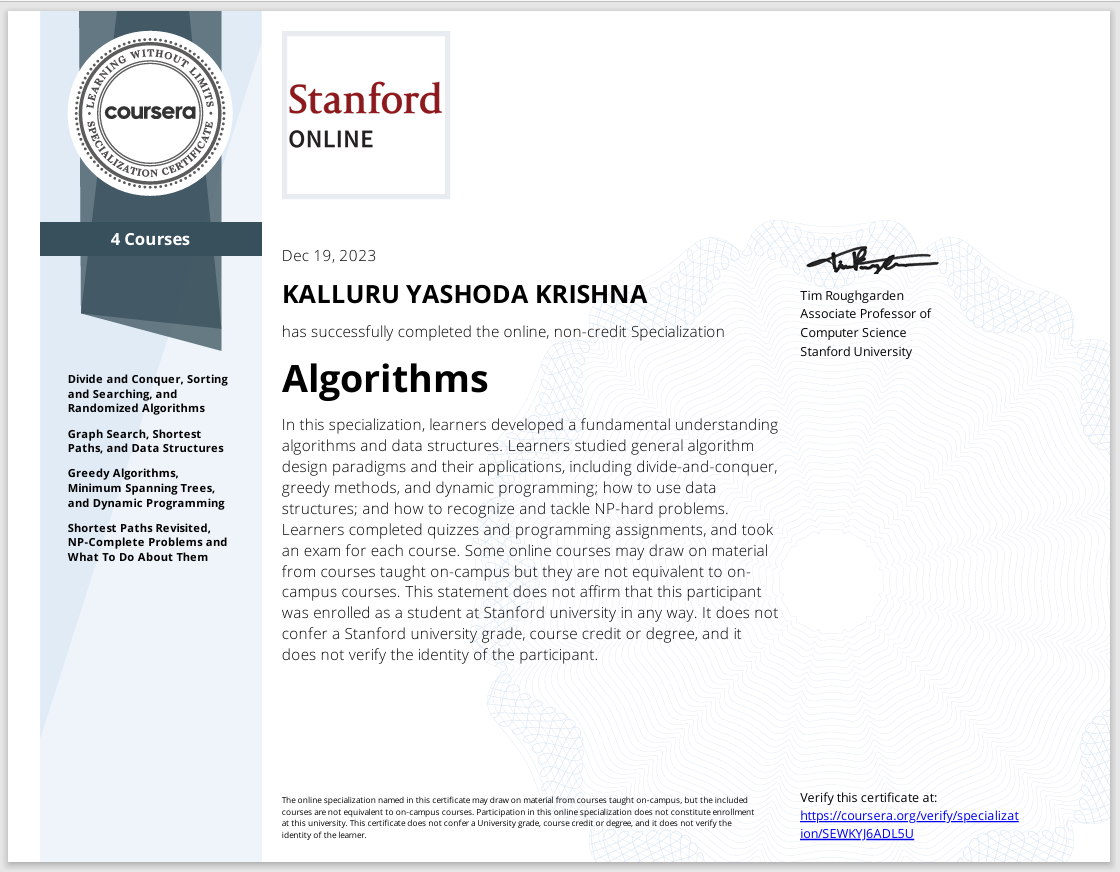 LEARNING WITHOUT LIMITS
coursera
SPECIALIZATION CERTIFICATE
4 Courses
Divide and Conquer, Sorting
and Searching, and
Randomized Algorithms
Graph Search, Shortest
Paths, and Data Structures
Greedy Algorithms,
Minimum Spanning Trees,
and Dynamic Programming
Shortest Paths Revisited,
NP-Complete Problems and
What To Do About Them
Stanford
ONLINE
Dec 19, 2023
KALLURU YASHODA KRISHNA
has successfully completed the online, non-credit Specialization
Algorithms
In this specialization, learners developed a fundamental understanding
algorithms and data structures. Learners studied general algorithm
design paradigms and their applications, including divide-and-conquer,
greedy methods, and dynamic programming; how to use data
structures; and how to recognize and tackle NP-hard problems.
Learners completed quizzes and programming assignments, and took
an exam for each course. Some online courses may draw on material
from courses taught on-campus but they are not equivalent to on-
campus courses. This statement does not affirm that this participant
was enrolled as a student at Stanford university in any way. It does not
confer a Stanford university grade, course credit or degree, and it
does not verify the identity of the participant.
Tim Roughgarden
Associate Professor of
Computer Science
Stanford University
The online specialization named in this certificate may draw on material from courses taught on-campus, but the included
courses are not equivalent to on-campus courses. Participation in this online specialization does not constitute enrollment
at this university. This certificate does not confer a University grade, course credit or degree, and it does not verify the
identity of the learner.
Verify this certificate at:
https://coursera.org/verify/specializat
ion/SEWKYJ6ADL5U